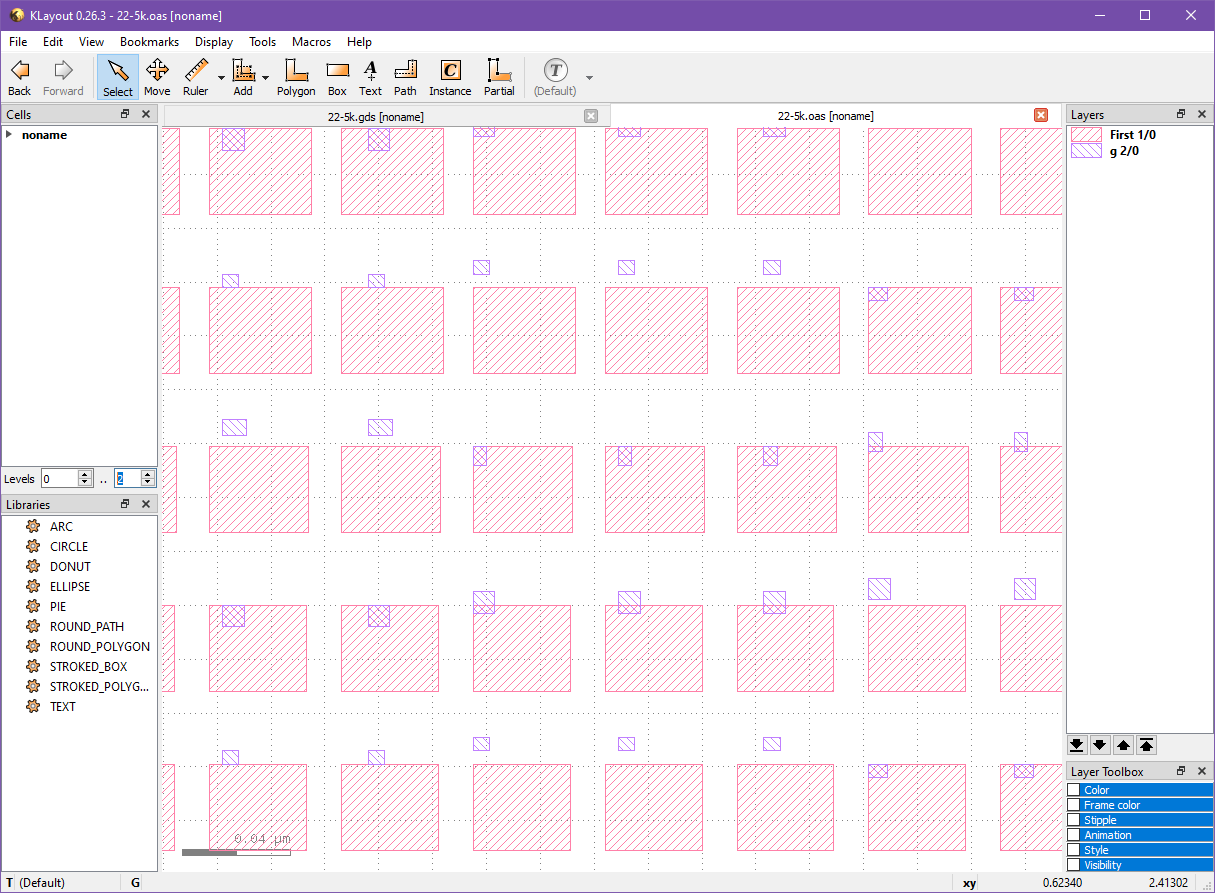 KLayout 0.26.3 - 22-5k.oas [noname]
File Edit View Bookmarks Display Tools Macros Help
Back Forward Select Move Ruler Add Polygon Box Text Path Instance Partial (Default)
Cells
noname
Levels 0 .. 2
Libraries
ARC
CIRCLE
DONUT
ELLIPSE
PIE
ROUND_PATH
ROUND_POLYGON
STROKED_BOX
STROKED_POLYG...
TEXT
22-5k.gds [noname] 22-5k.oas [noname]
0.04 µm
Layers
First 1/0
g 2/0
Layer Toolbox
Color
Frame color
Stipple
Animation
Style
Visibility
T (Default) G xy 0.62340 2.41302